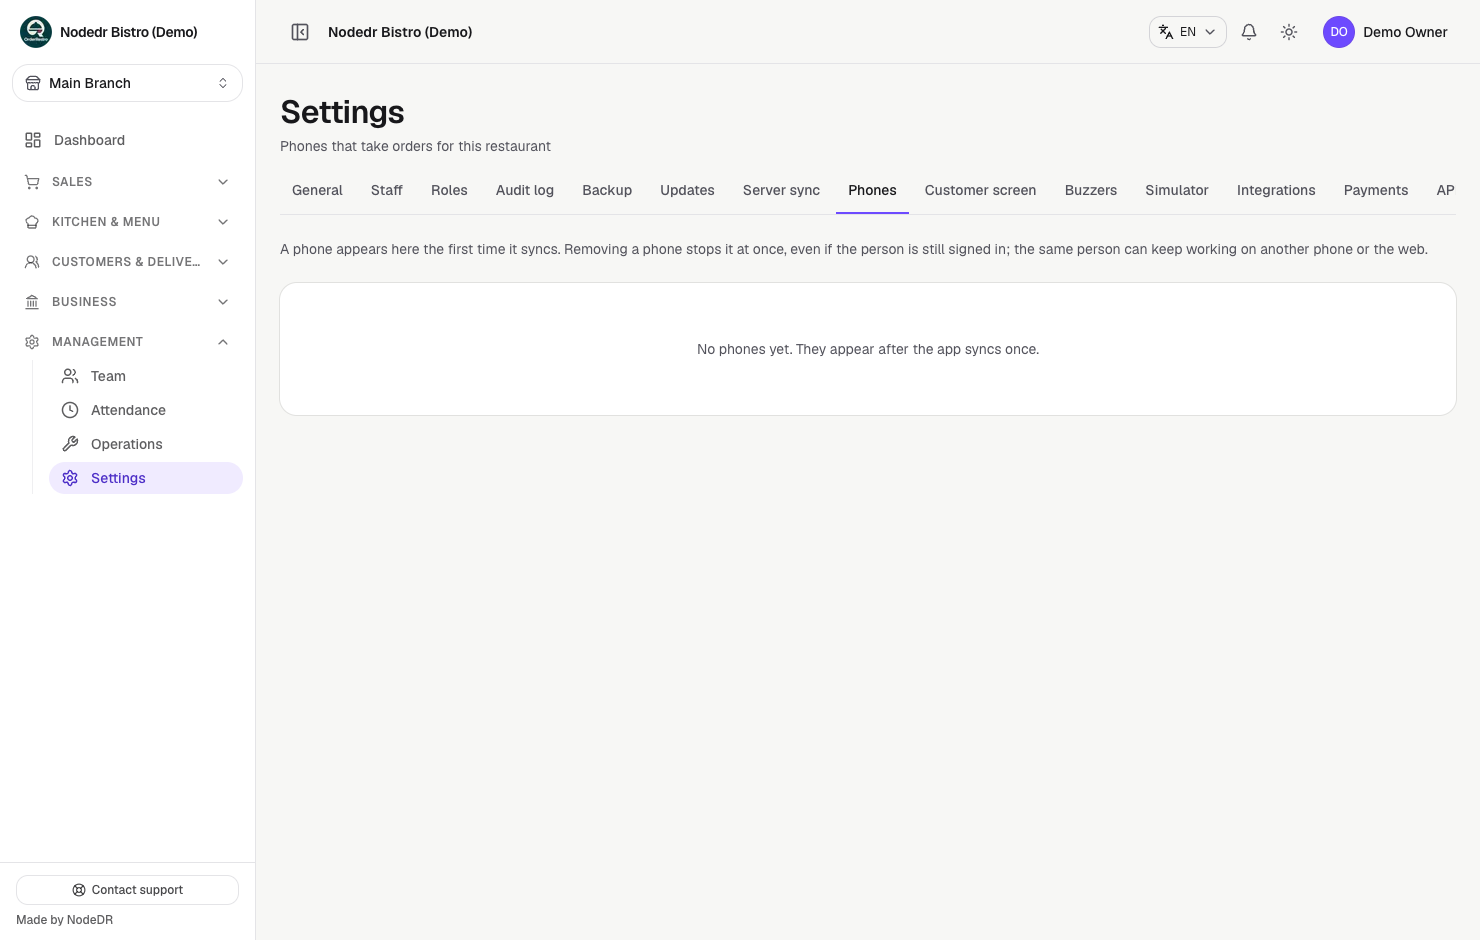 Nodedr Bistro (Demo)
Main Branch
Dashboard
SALES
KITCHEN & MENU
CUSTOMERS & DELIVE...
BUSINESS
MANAGEMENT
Team
Attendance
Operations
Settings
Contact support
Made by NodeDR
Nodedr Bistro (Demo)
EN
DO
Demo Owner
Settings
Phones that take orders for this restaurant
General Staff Roles Audit log Backup Updates Server sync Phones Customer screen Buzzers Simulator Integrations Payments AP
A phone appears here the first time it syncs. Removing a phone stops it at once, even if the person is still signed in; the same person can keep working on another phone or the web.
No phones yet. They appear after the app syncs once.